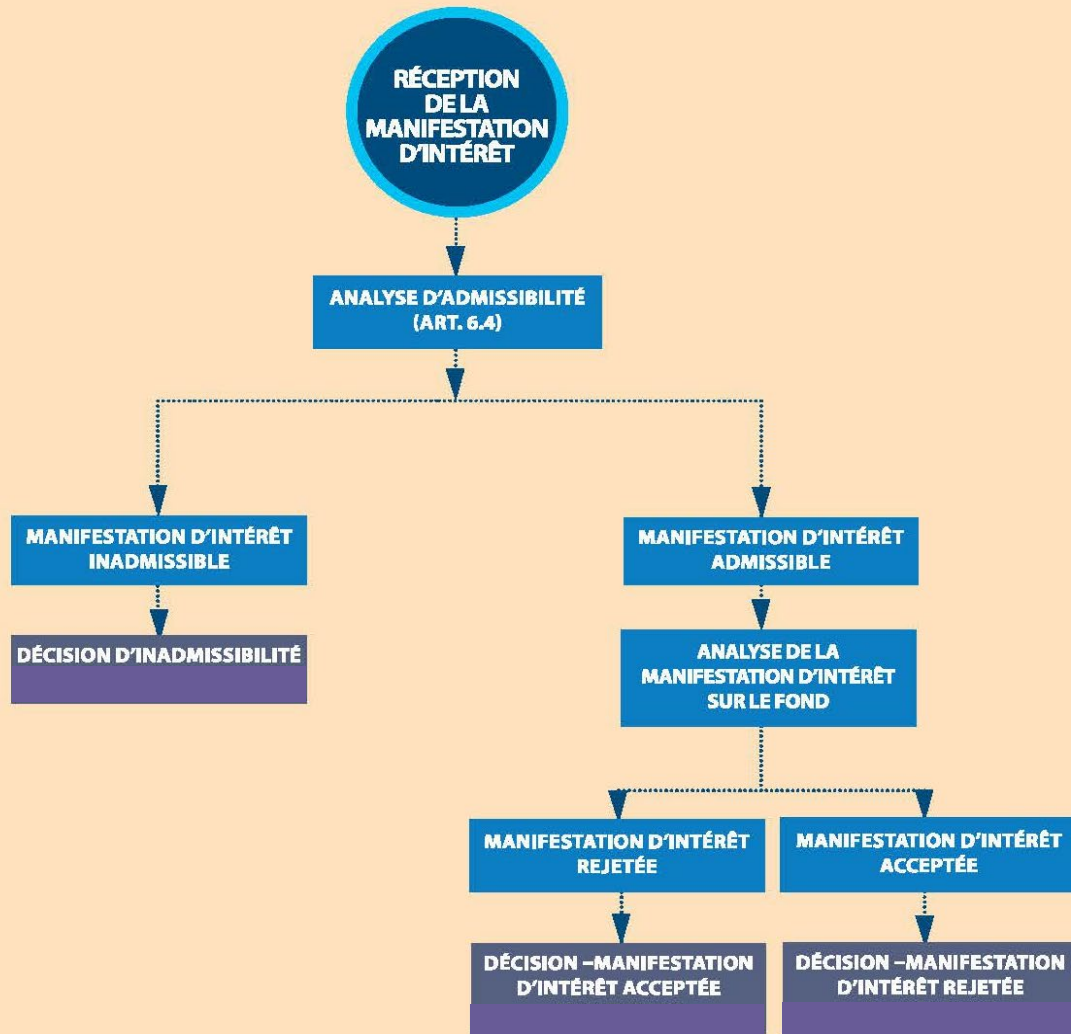 RÉCEPTION
DE LA
MANIFESTATION
D'INTÉRÊT
ANALYSE D'ADMISSIBILITÉ
(ART. 6.4)
MANIFESTATION D'INTÉRÊT
INADMISSIBLE
DÉCISION D'INADMISSIBILITÉ
MANIFESTATION D'INTÉRÊT
ADMISSIBLE
ANALYSE DE LA
MANIFESTATION D'INTÉRÊT
SUR LE FOND
MANIFESTATION D'INTÉRÊT
REJETÉE
MANIFESTATION D'INTÉRÊT
ACCEPTÉE
DÉCISION –MANIFESTATION
D'INTÉRÊT ACCEPTÉE
DÉCISION –MANIFESTATION
D'INTÉRÊT REJETÉE